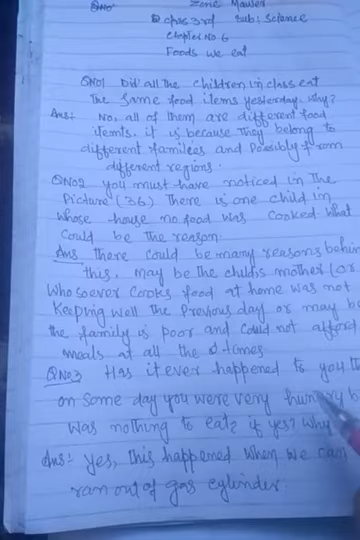 QNO Zone Mawer
class 3rd Sub: Science
Chapter No. 6
Foods we eat
QNO1 Did all the children in class eat
The same food items yesterday. Why?
Ans: No, all of them are different food
items. it is because They belong to
different families and possibly from
different regions.
QNO2 you must have noticed in The
Picture (36) There is one child in
whose house no food was cooked what
could be the reason.
Ans there could be many reasons behin
this. May be the child's mother (or
whosoever cooks food at home was not
Keeping well the Previous day or may be
the family is poor and could not afford
meals at all the times
QNo3 Has it ever happened to you
on some day you were very hungry
was nothing to eat? if yes? Why
Ans: Yes, this happened when we
ran out of gas cylinder.